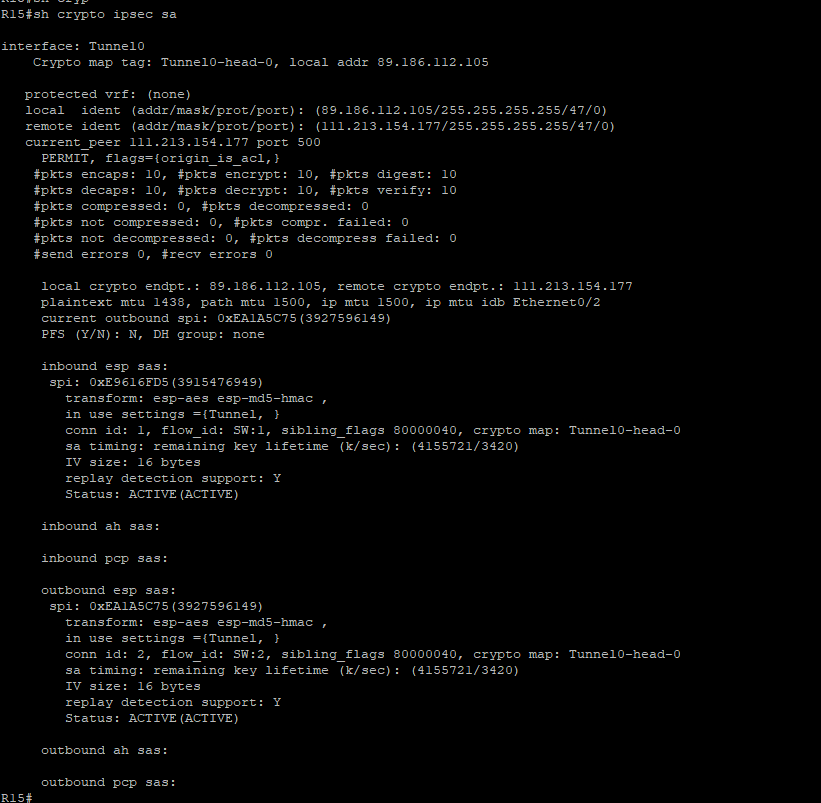 R15#sh crypto ipsec sa
interface: Tunnel0
Crypto map tag: Tunnel0-head-0, local addr 89.186.112.105
protected vrf: (none)
local ident (addr/mask/prot/port): (89.186.112.105/255.255.255.255/47/0)
remote ident (addr/mask/prot/port): (111.213.154.177/255.255.255.255/47/0)
current_peer 111.213.154.177 port 500
PERMIT, flags={origin_is_acl,}
#pkts encaps: 10, #pkts encrypt: 10, #pkts digest: 10
#pkts decaps: 10, #pkts decrypt: 10, #pkts verify: 10
#pkts compressed: 0, #pkts decompressed: 0
#pkts not compressed: 0, #pkts compr. failed: 0
#pkts not decompressed: 0, #pkts decompress failed: 0
#send errors 0, #recv errors 0
local crypto endpt.: 89.186.112.105, remote crypto endpt.: 111.213.154.177
plaintext mtu 1438, path mtu 1500, ip mtu 1500, ip mtu idb Ethernet0/2
current outbound spi: 0xEA1A5C75(3927596149)
PFS (Y/N): N, DH group: none
inbound esp sas:
spi: 0xE9616FD5(3915476949)
transform: esp-aes esp-md5-hmac ,
in use settings ={Tunnel, }
conn id: 1, flow_id: SW:1, sibling_flags 80000040, crypto map: Tunnel0-head-0
sa timing: remaining key lifetime (k/sec): (4155721/3420)
IV size: 16 bytes
replay detection support: Y
Status: ACTIVE(ACTIVE)
inbound ah sas:
inbound pcp sas:
outbound esp sas:
spi: 0xEA1A5C75(3927596149)
transform: esp-aes esp-md5-hmac ,
in use settings ={Tunnel, }
conn id: 2, flow_id: SW:2, sibling_flags 80000040, crypto map: Tunnel0-head-0
sa timing: remaining key lifetime (k/sec): (4155721/3420)
IV size: 16 bytes
replay detection support: Y
Status: ACTIVE(ACTIVE)
outbound ah sas:
outbound pcp sas:
R15#